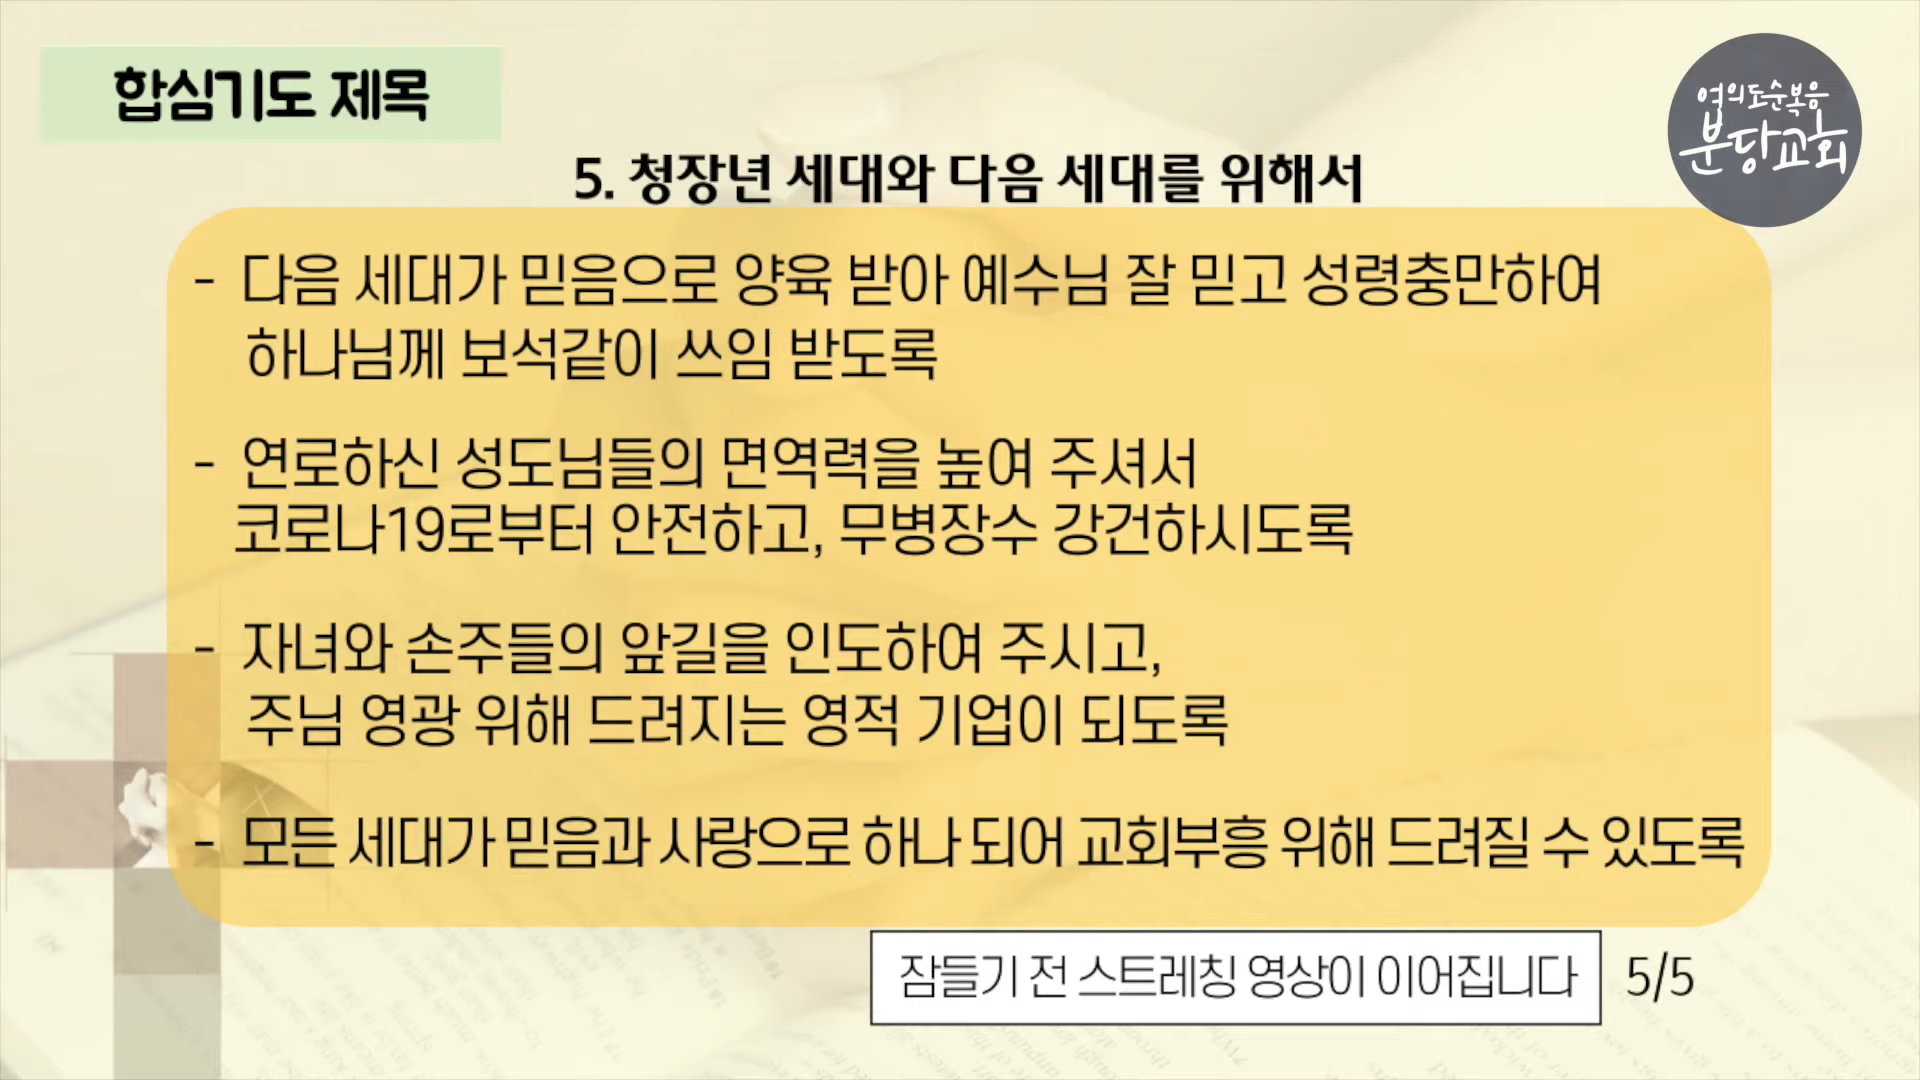 합심기도 제목
여의도순복음
분당교회
5. 청장년 세대와 다음 세대를 위해서
- 다음 세대가 믿음으로 양육 받아 예수님 잘 믿고 성령충만하여
하나님께 보석같이 쓰임 받도록
- 연로하신 성도님들의 면역력을 높여 주셔서
코로나19로부터 안전하고, 무병장수 강건하시도록
- 자녀와 손주들의 앞길을 인도하여 주시고,
주님 영광 위해 드려지는 영적 기업이 되도록
- 모든 세대가 믿음과 사랑으로 하나 되어 교회부흥 위해 드려질 수 있도록
잠들기 전 스트레칭 영상이 이어집니다
5/5